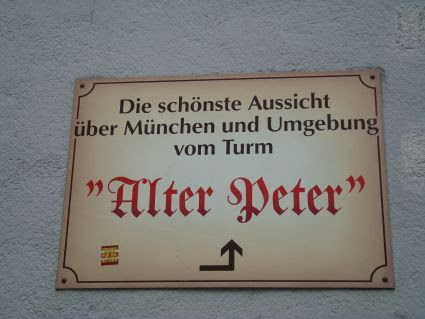 Die schönste Aussicht
über München und Umgebung
vom Turm
"Alter Peter"